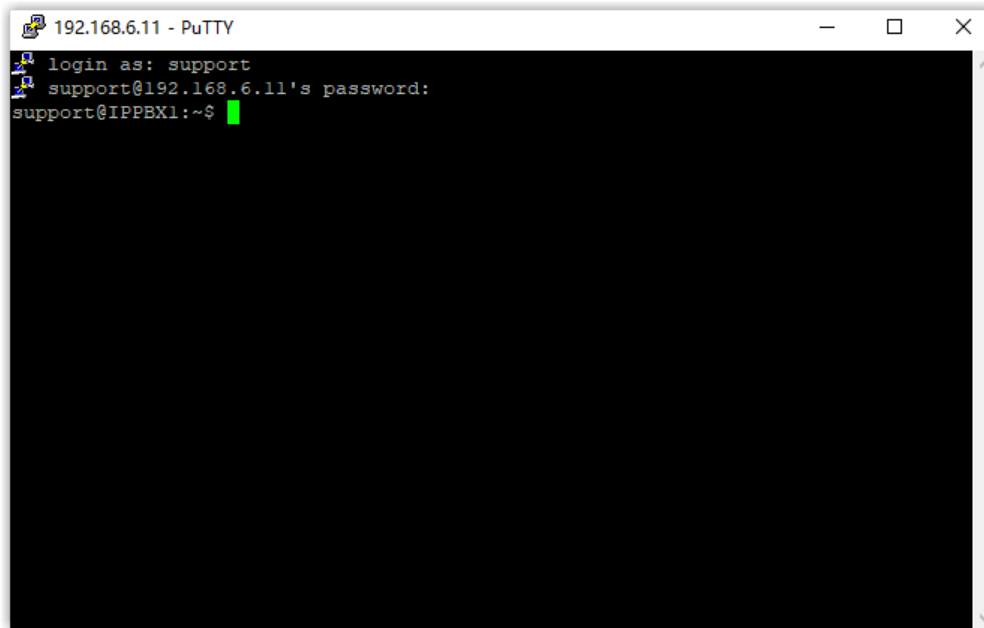 192.168.6.11 - PuTTY
login as: support
support@192.168.6.11's password:
support@IPPBX1:~$